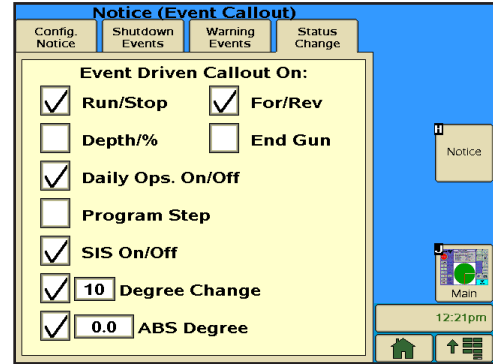 Notice (Event Callout)
Config. Notice
Shutdown Events
Warning Events
Status Change
Event Driven Callout On:
Run/Stop
For/Rev
Depth/%
End Gun
Daily Ops. On/Off
Program Step
SIS On/Off
10 Degree Change
0.0 ABS Degree
H
Notice
J
Main
12:21pm